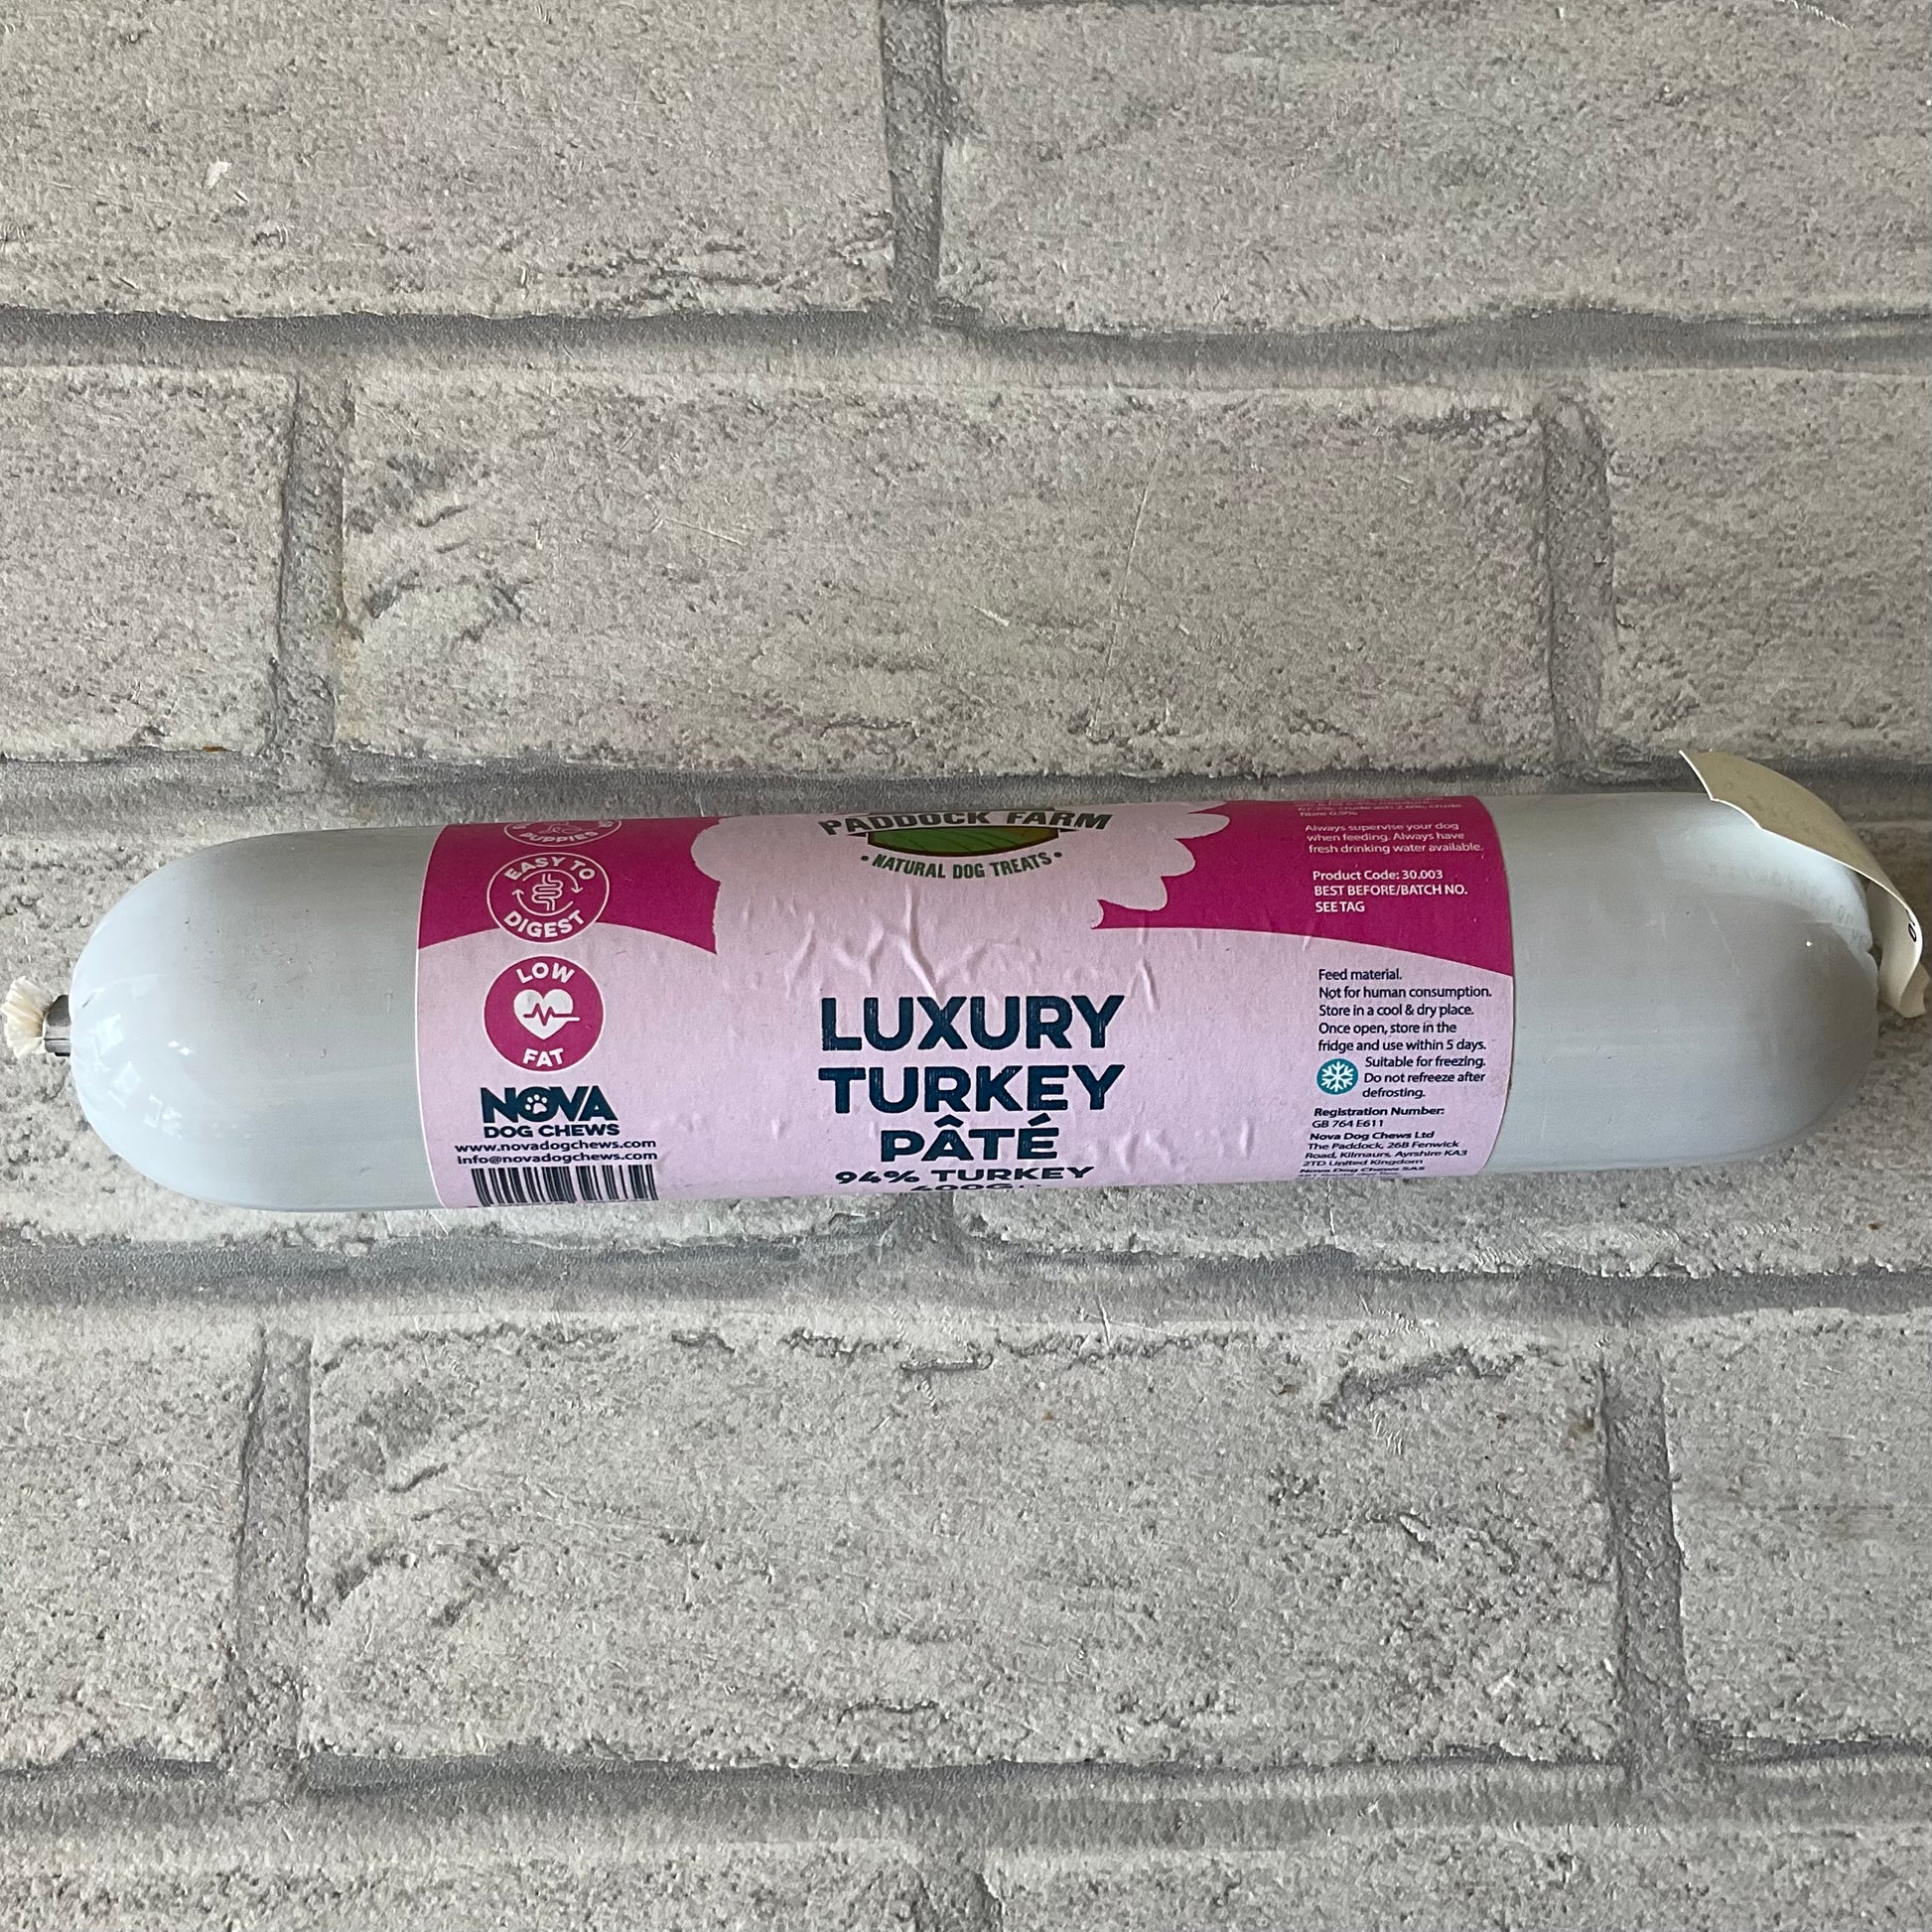 PUPPIES
EASY TO
DIGEST
LOW
FAT
NOVA
DOG CHEWS
www.novadogchews.com
info@novadogchews.com
PADDOCK FARM
• NATURAL DOG TREATS •
LUXURY
TURKEY
PÂTÉ
94% TURKEY
Always supervise your dog
when feeding. Always have
fresh drinking water available.
Product Code: 30.003
BEST BEFORE/BATCH NO.
SEE TAG
Feed material.
Not for human consumption.
Store in a cool & dry place.
Once open, store in the
fridge and use within 5 days.
Suitable for freezing.
Do not refreeze after
defrosting.
Registration Number:
GB 764 E611
Nova Dog Chews Ltd
The Paddock, 26B Fenwick
Road, Kilmaurs, Ayrshire KA3
2TD United Kingdom
Nova Dog Chews SAS